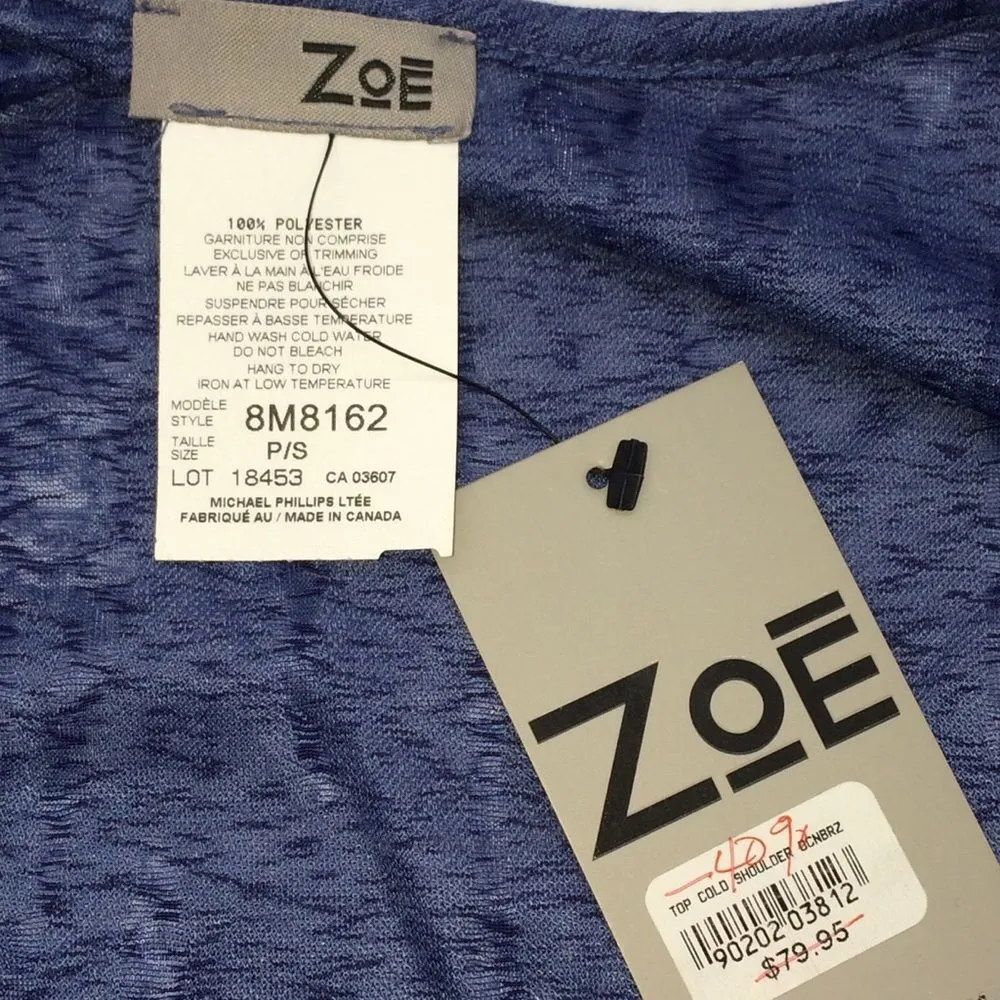 ZOE
100% POLYESTER
GARNITURE NON COMPRISE
EXCLUSIVE OF TRIMMING
LAVER À LA MAIN À L'EAU FROIDE
NE PAS BLANCHIR
SUSPENDRE POUR SÉCHER
REPASSER À BASSE TEMPERATURE
HAND WASH COLD WATER
DO NOT BLEACH
HANG TO DRY
IRON AT LOW TEMPERATURE
MODÈLE
STYLE 8M8162
TAILLE
SIZE P/S
LOT 18453 CA 03607
MICHAEL PHILLIPS LTÉE
FABRIQUÉ AU / MADE IN CANADA
ZOE
TOP COLD SHOULDER OCNBRZ
90202 03812
$79.95